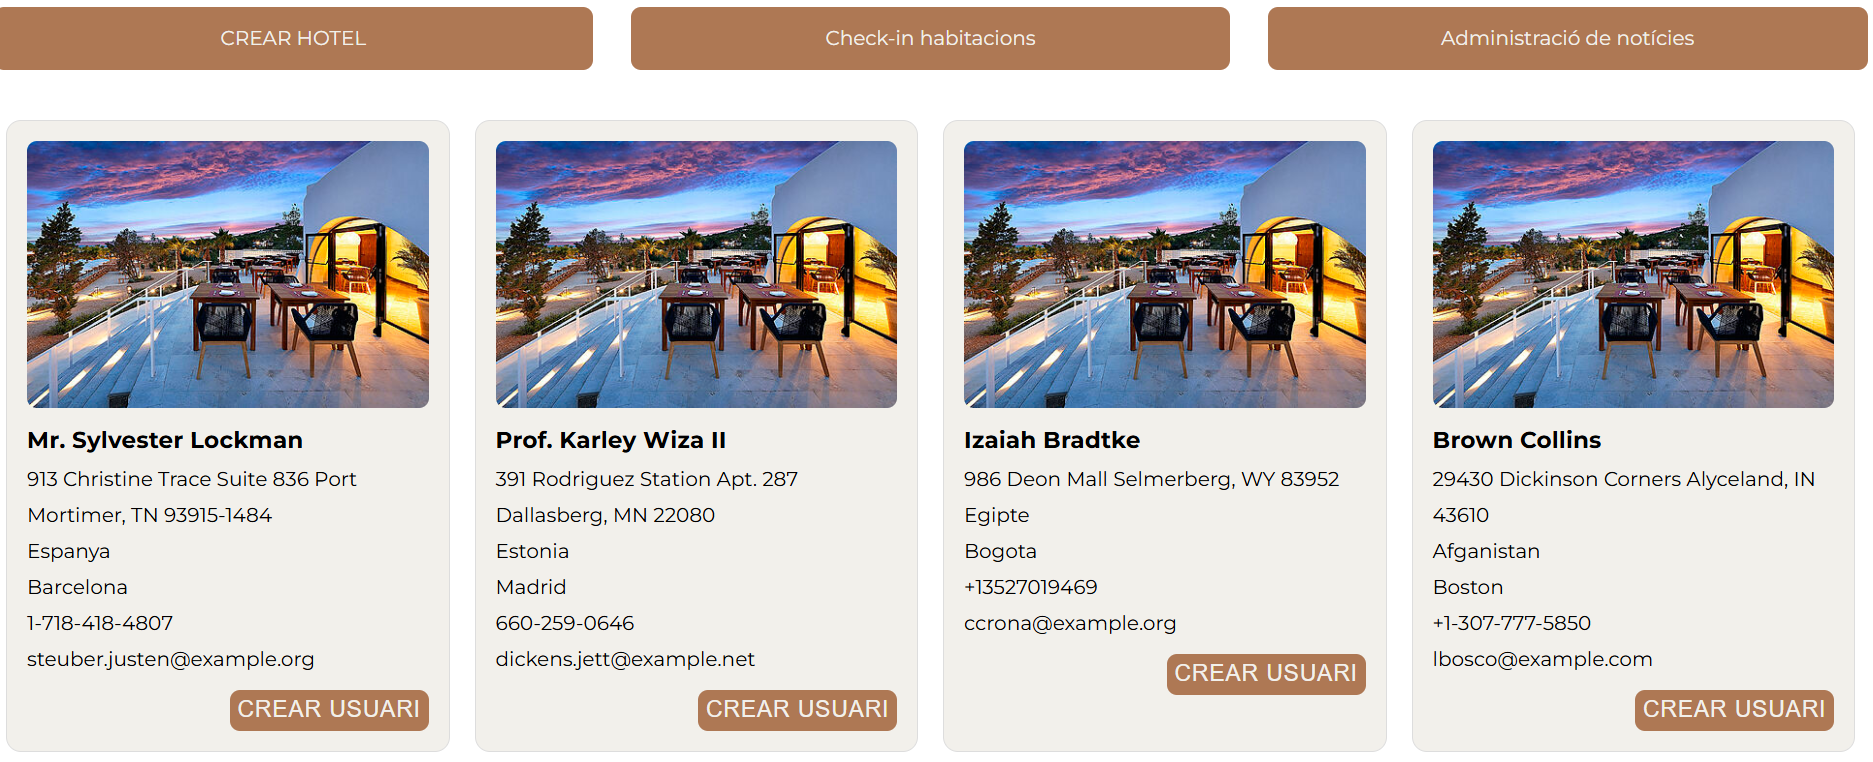 CREAR HOTEL
Check-in habitacions
Administració de notícies
Mr. Sylvester Lockman
913 Christine Trace Suite 836 Port
Mortimer, TN 93915-1484
Espanya
Barcelona
1-718-418-4807
steuber.justen@example.org
CREAR USUARI
Prof. Karley Wiza II
391 Rodriguez Station Apt. 287
Dallasberg, MN 22080
Estonia
Madrid
660-259-0646
dickens.jett@example.net
CREAR USUARI
Izaiah Bradtke
986 Deon Mall Selmerberg, WY 83952
Egipte
Bogota
+13527019469
ccrona@example.org
CREAR USUARI
Brown Collins
29430 Dickinson Corners Alyceland, IN
43610
Afganistan
Boston
+1-307-777-5850
lbosco@example.com
CREAR USUARI